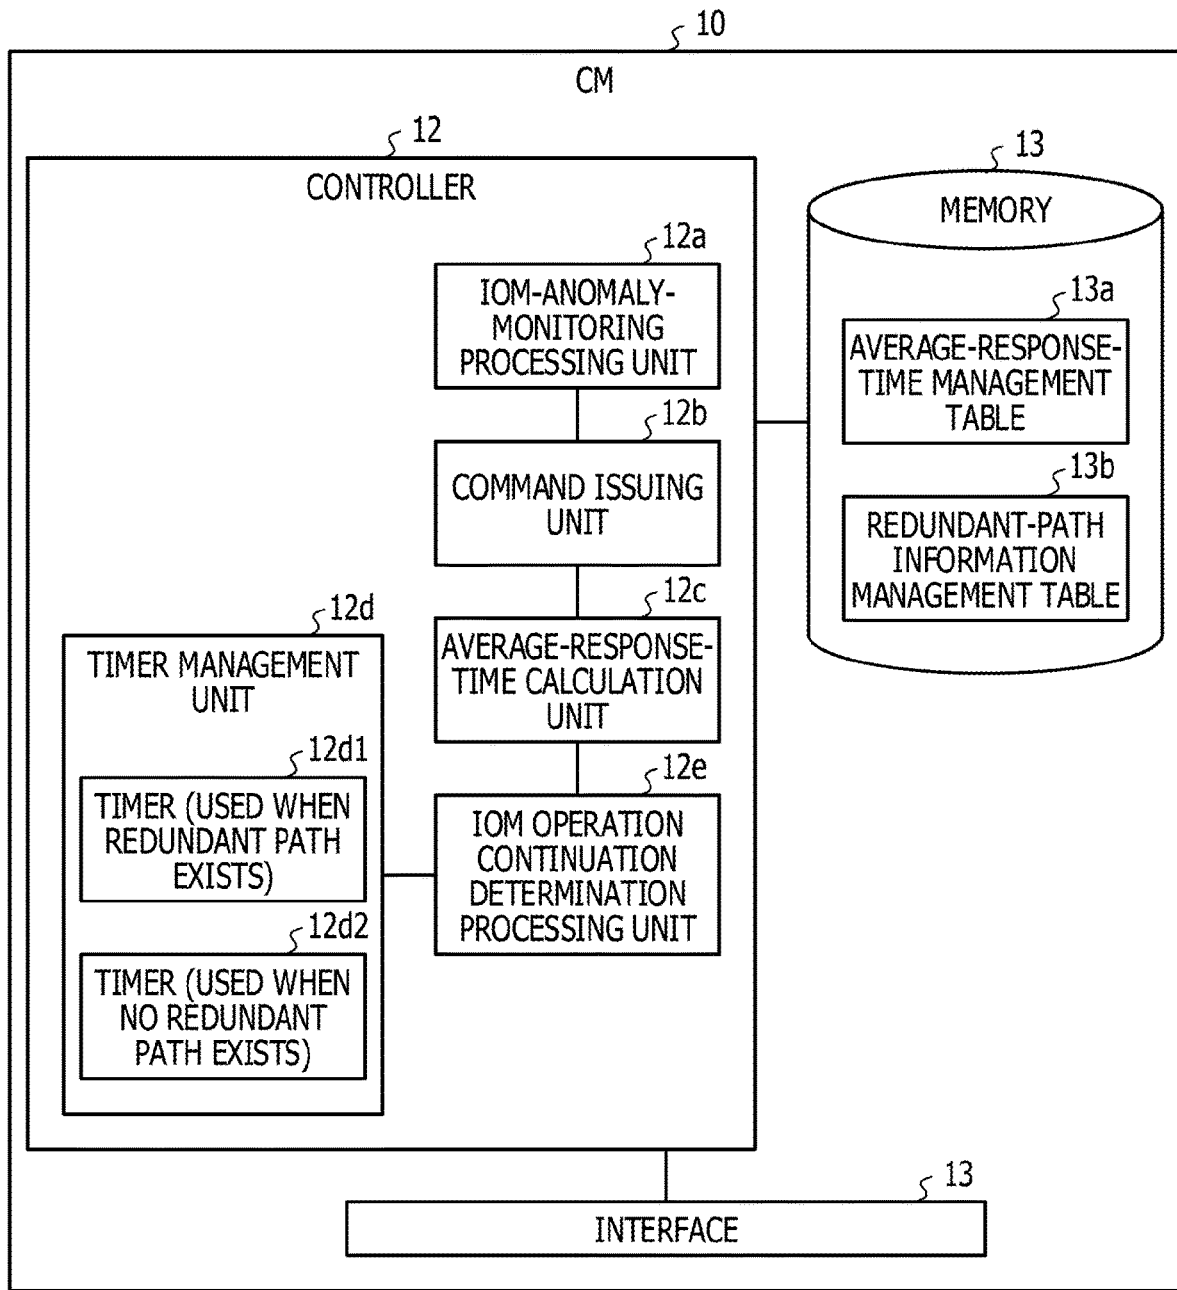 10
CM
12
CONTROLLER
13
MEMORY
12a
IOM-ANOMALY-
MONITORING
PROCESSING UNIT
13a
AVERAGE-RESPONSE-
TIME MANAGEMENT
TABLE
12b
COMMAND ISSUING
UNIT
13b
REDUNDANT-PATH
INFORMATION
MANAGEMENT TABLE
12c
AVERAGE-RESPONSE-
TIME CALCULATION
UNIT
12d
TIMER MANAGEMENT
UNIT
12d1
TIMER (USED WHEN
REDUNDANT PATH
EXISTS)
12e
IOM OPERATION
CONTINUATION
DETERMINATION
PROCESSING UNIT
12d2
TIMER (USED WHEN
NO REDUNDANT
PATH EXISTS)
13
INTERFACE